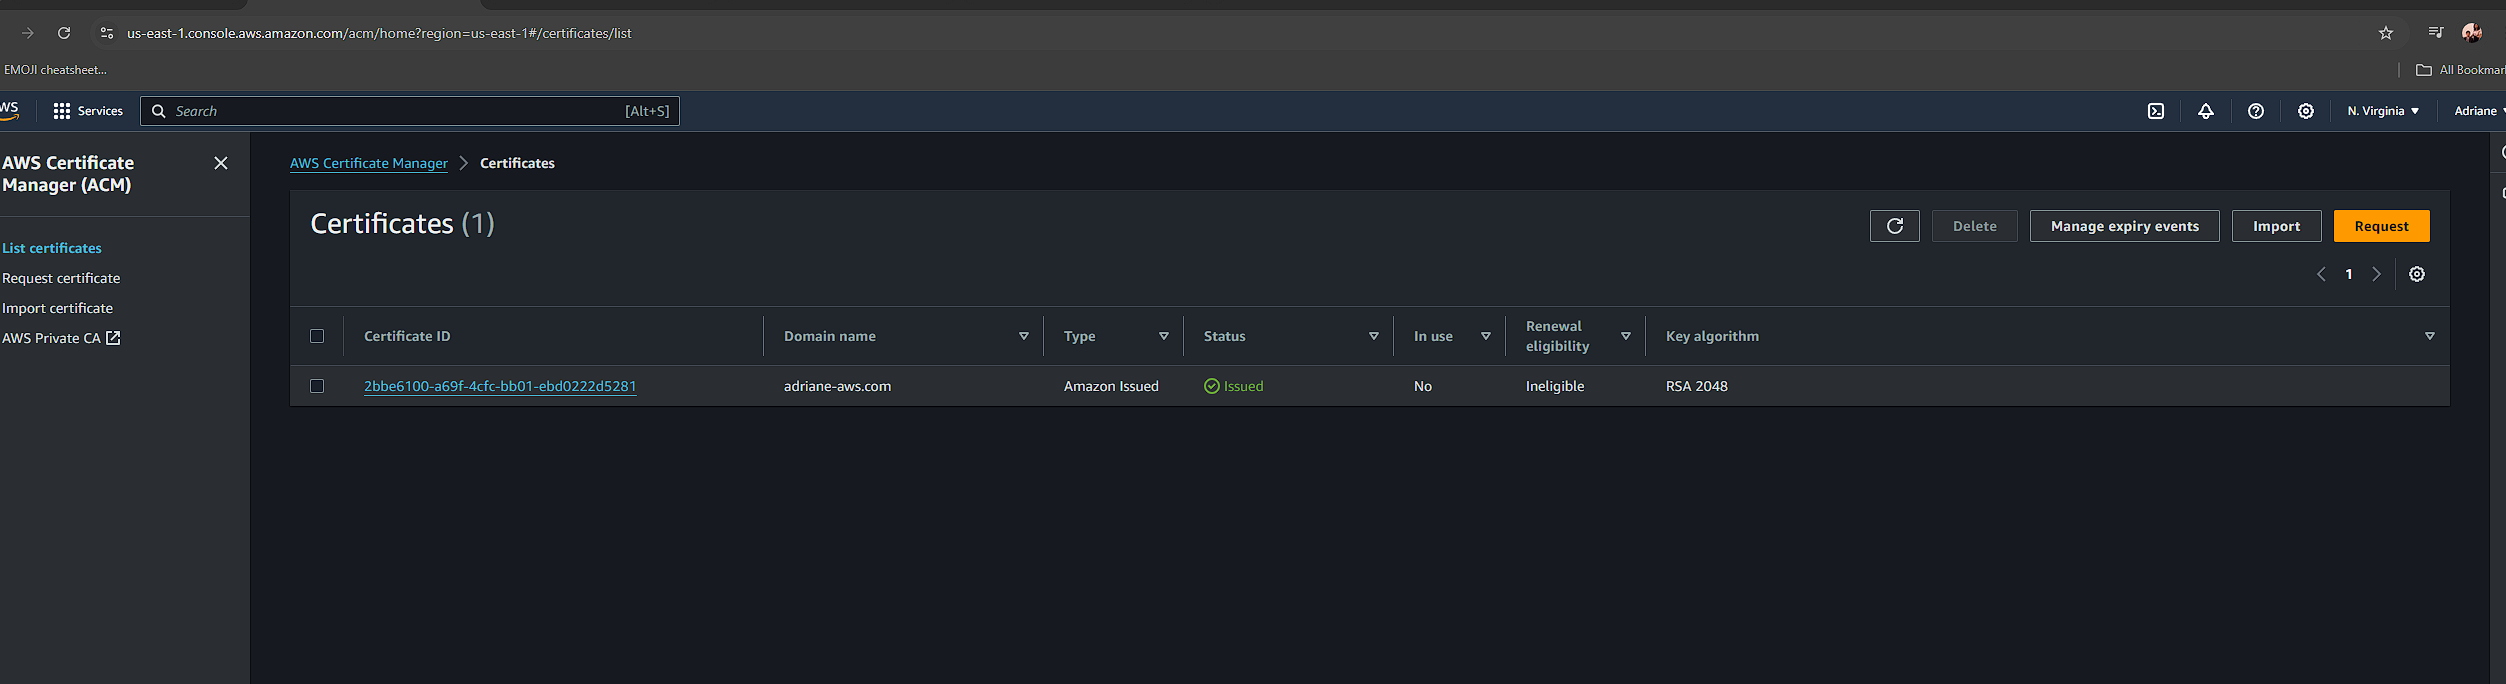 us-east-1.console.aws.amazon.com/acm/home?region=us-east-1#/certificates/list
EMOJI cheatsheet...
All Bookmar
Services
Search
[Alt+S]
N. Virginia
Adriane
AWS Certificate
Manager (ACM)
List certificates
Request certificate
Import certificate
AWS Private CA
AWS Certificate Manager
Certificates
Certificates (1)
Delete
Manage expiry events
Import
Request
1
Certificate ID
Domain name
Type
Status
In use
Renewal
eligibility
Key algorithm
2bbe6100-a69f-4cfc-bb01-ebd0222d5281
adriane-aws.com
Amazon Issued
Issued
No
Ineligible
RSA 2048